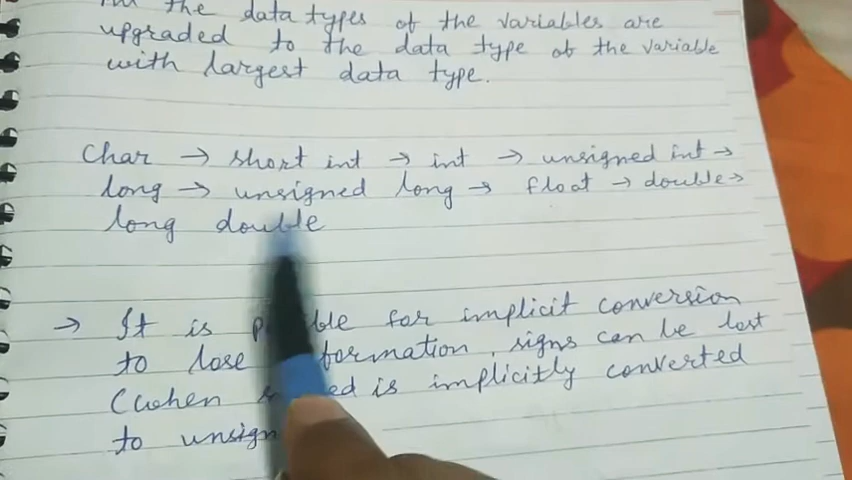 the data types of the variables are
upgraded to the data type of the variable
with largest data type.
Char → short int → int → unsigned int →
long → unsigned long → float → double →
long double
→ It is for implicit conversion
to lose formation, signs can be lost
(when is implicitly converted
to